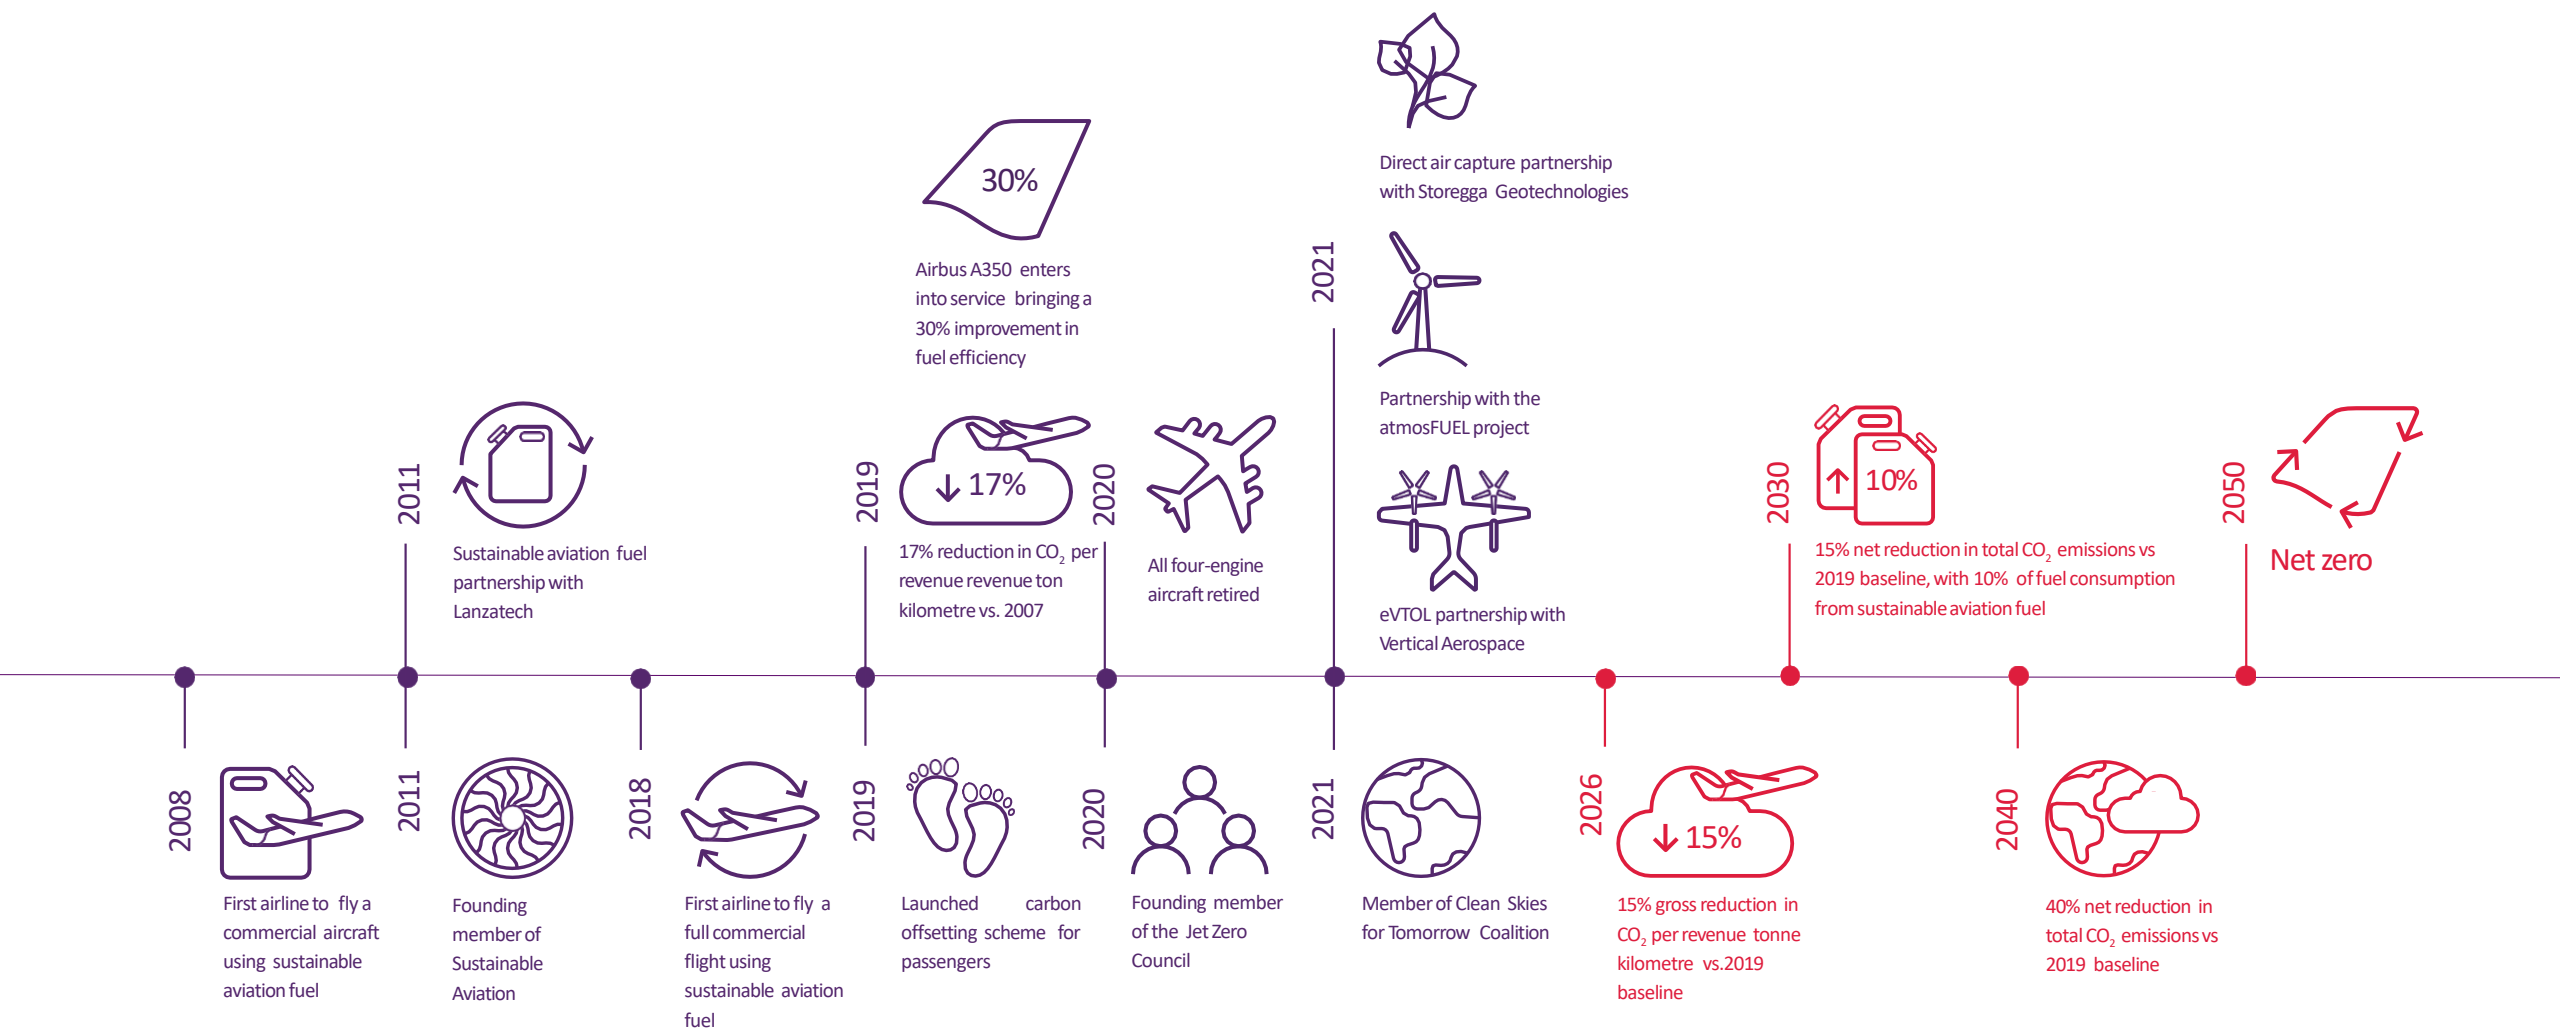 2008
First airline to fly a
commercial aircraft
using sustainable
aviation fuel
2011
Sustainable aviation fuel
partnership with
Lanzatech
2011
Founding
member of
Sustainable
Aviation
2018
First airline to fly a
full commercial
flight using
sustainable aviation
fuel
30%
Airbus A350 enters
into service bringing a
30% improvement in
fuel efficiency
2019
↓ 17%
17% reduction in CO₂ per
revenue revenue ton
kilometre vs. 2007
2019
Launched carbon
offsetting scheme for
passengers
2020
All four-engine
aircraft retired
2020
Founding member
of the Jet Zero
Council
2021
Direct air capture partnership
with Storegga Geotechnologies
Partnership with the
atmosFUEL project
eVTOL partnership with
Vertical Aerospace
2021
Member of Clean Skies
for Tomorrow Coalition
2026
↓ 15%
15% gross reduction in
CO₂ per revenue tonne
kilometre vs.2019
baseline
2030
↑ 10%
15% net reduction in total CO₂ emissions vs
2019 baseline, with 10% of fuel consumption
from sustainable aviation fuel
2040
40% net reduction in
total CO₂ emissions vs
2019 baseline
2050
Net zero